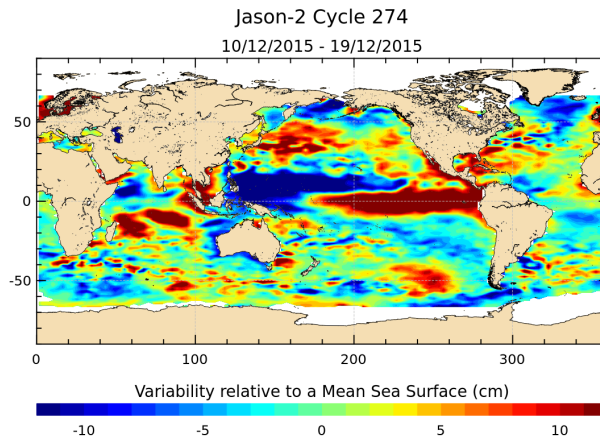 Jason-2 Cycle 274
10/12/2015 - 19/12/2015
50
0
-50
0 100 200 300
Variability relative to a Mean Sea Surface (cm)
-10 -5 0 5 10